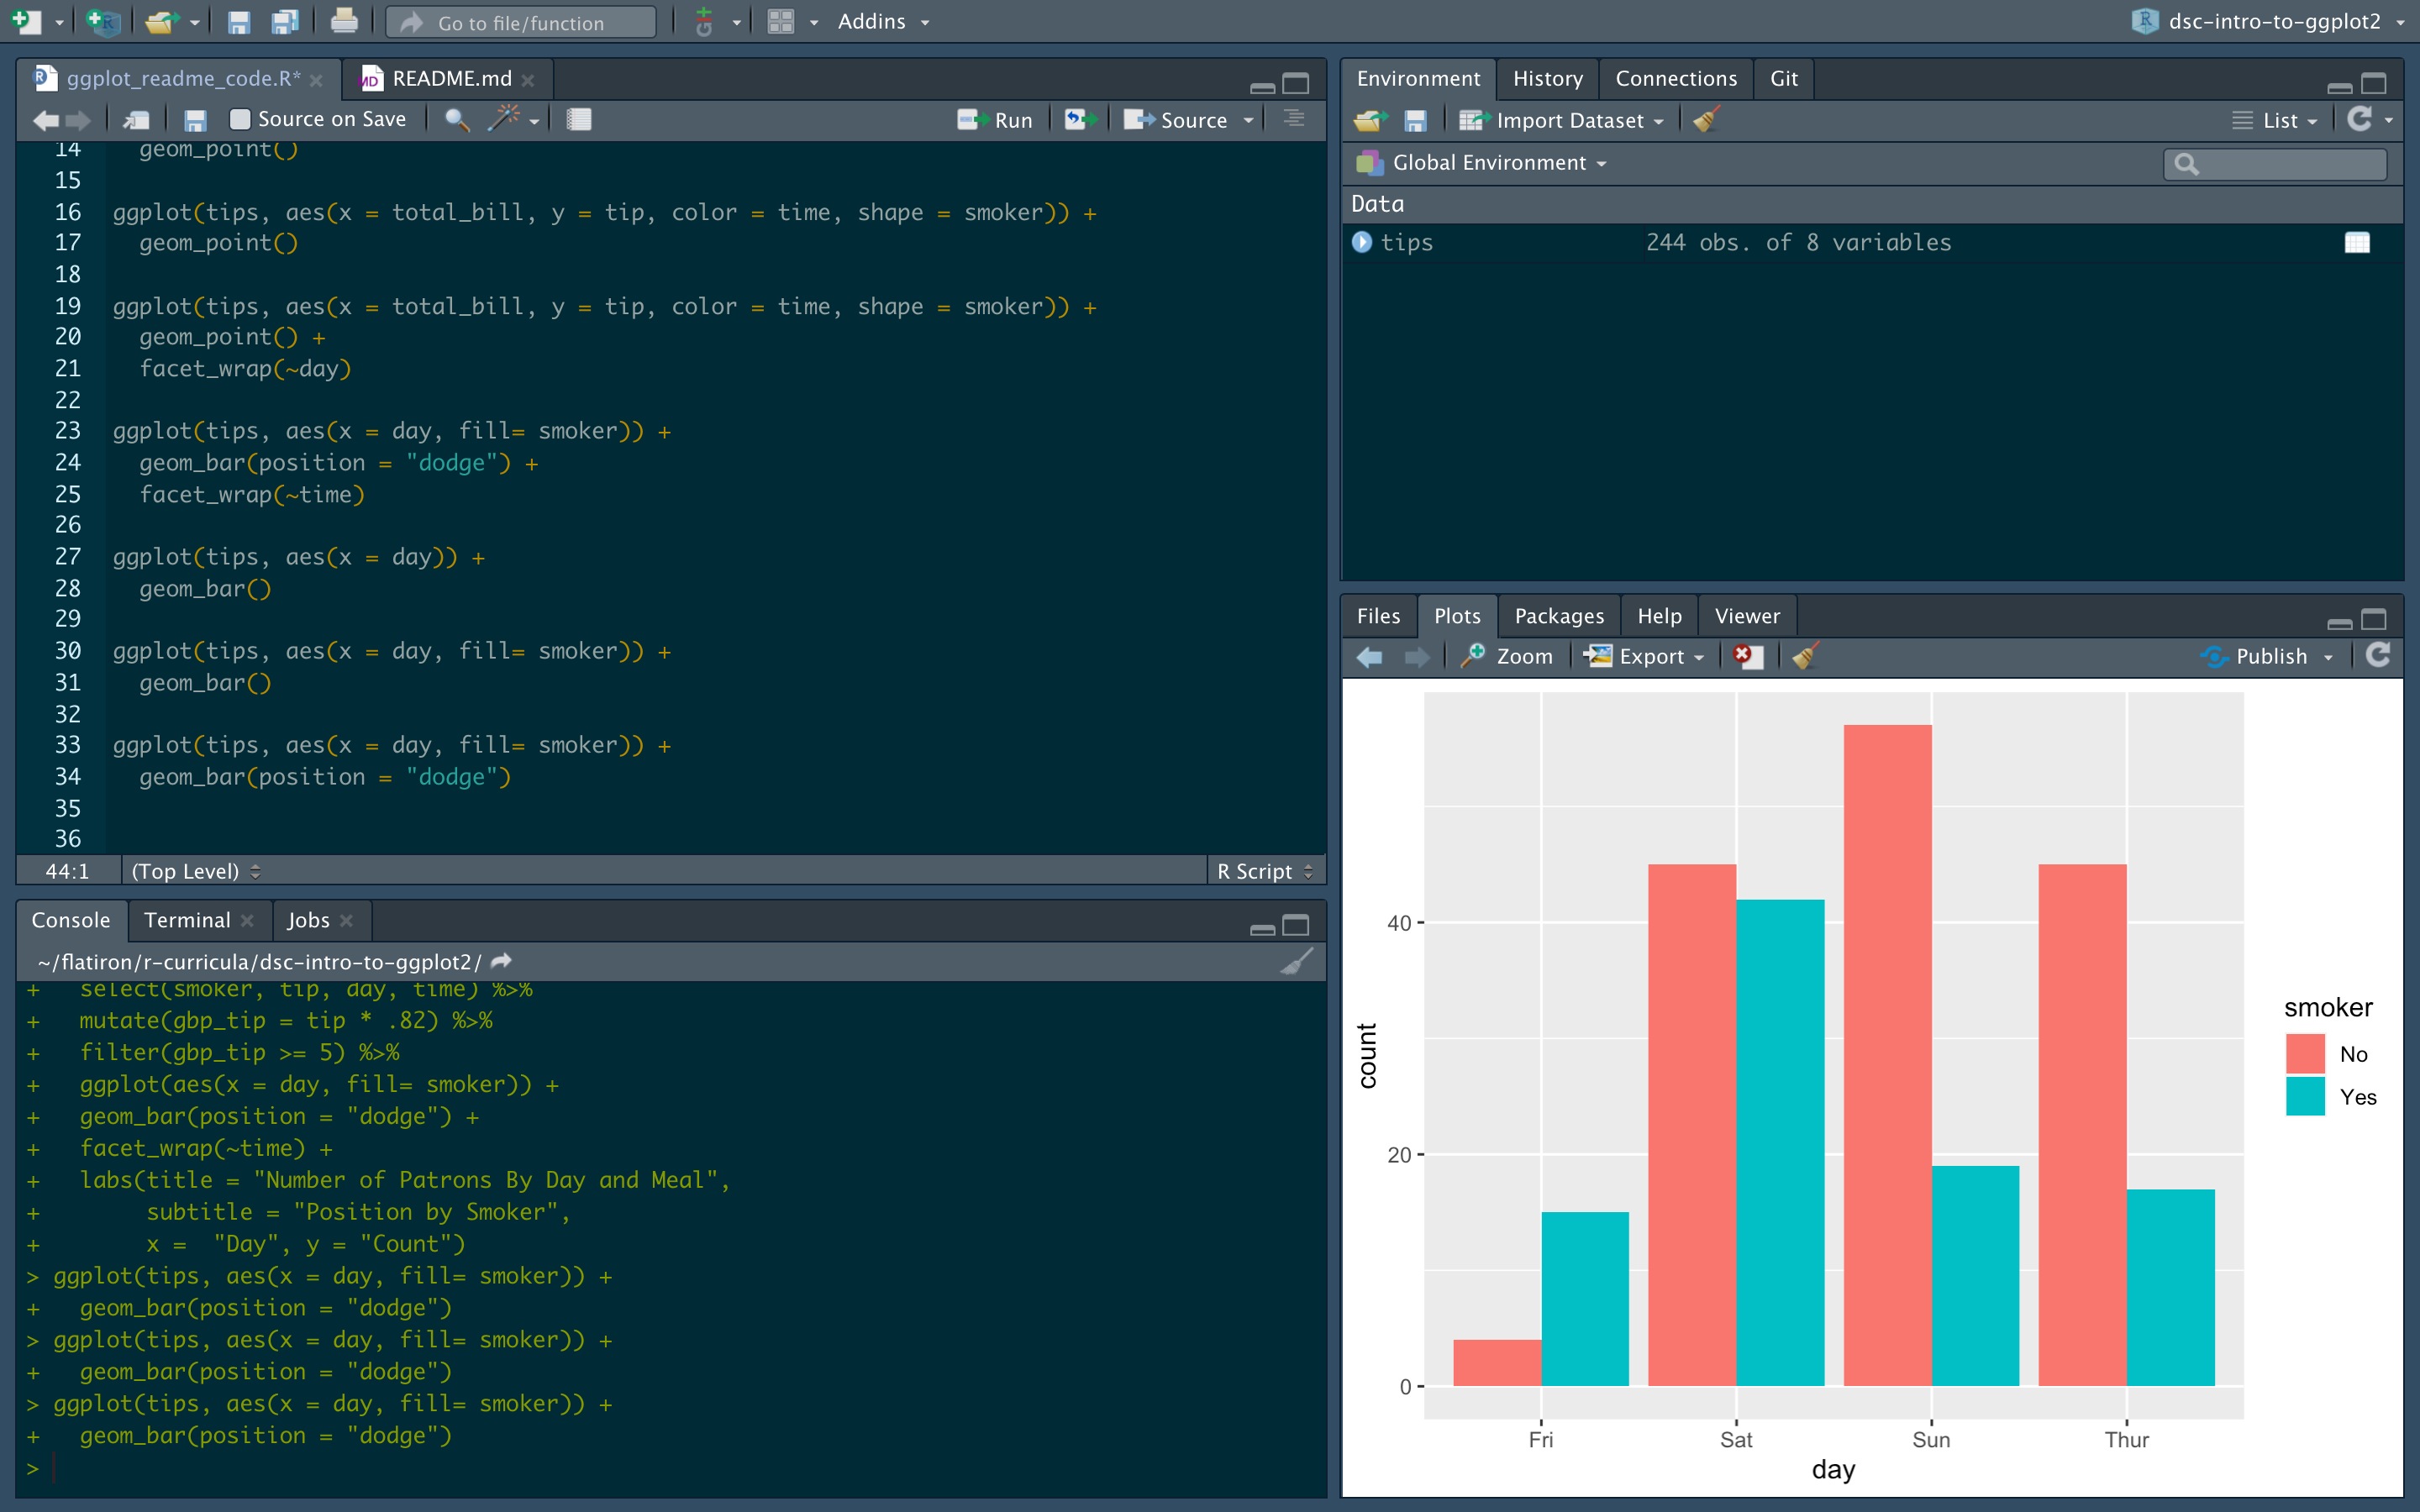 Go to file/function
Addins
dsc-intro-to-ggplot2
ggplot_readme_code.R*
README.md
Source on Save
Run
Source
14 geom_point()
15
16 ggplot(tips, aes(x = total_bill, y = tip, color = time, shape = smoker)) +
17 geom_point()
18
19 ggplot(tips, aes(x = total_bill, y = tip, color = time, shape = smoker)) +
20 geom_point() +
21 facet_wrap(~day)
22
23 ggplot(tips, aes(x = day, fill= smoker)) +
24 geom_bar(position = "dodge") +
25 facet_wrap(~time)
26
27 ggplot(tips, aes(x = day)) +
28 geom_bar()
29
30 ggplot(tips, aes(x = day, fill= smoker)) +
31 geom_bar()
32
33 ggplot(tips, aes(x = day, fill= smoker)) +
34 geom_bar(position = "dodge")
35
36
44:1 (Top Level) R Script
Console Terminal Jobs
~/flatiron/r-curricula/dsc-intro-to-ggplot2/
+ select(smoker, tip, day, time) %>%
+ mutate(gbp_tip = tip * .82) %>%
+ filter(gbp_tip >= 5) %>%
+ ggplot(aes(x = day, fill= smoker)) +
+ geom_bar(position = "dodge") +
+ facet_wrap(~time) +
+ labs(title = "Number of Patrons By Day and Meal",
+ subtitle = "Position by Smoker",
+ x =  "Day", y = "Count")
> ggplot(tips, aes(x = day, fill= smoker)) +
+ geom_bar(position = "dodge")
> ggplot(tips, aes(x = day, fill= smoker)) +
+ geom_bar(position = "dodge")
> ggplot(tips, aes(x = day, fill= smoker)) +
+ geom_bar(position = "dodge")
>
Environment History Connections Git
Import Dataset List
Global Environment
Data
tips 244 obs. of 8 variables
Files Plots Packages Help Viewer
Zoom Export Publish
count
40
20
0
Fri Sat Sun Thur
day
smoker
No
Yes